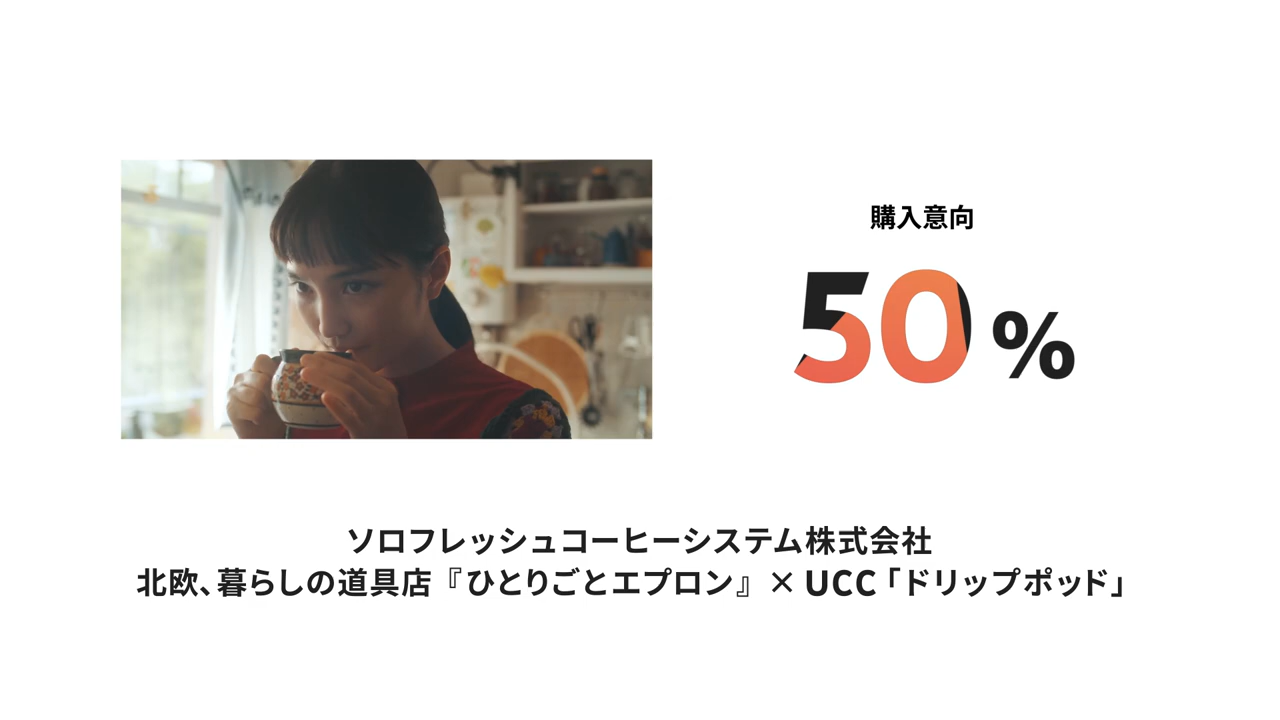 購入意向
50%
ソロフレッシュコーヒーシステム株式会社
北欧、暮らしの道具店『ひとりごとエプロン』× UCC「ドリップポッド」